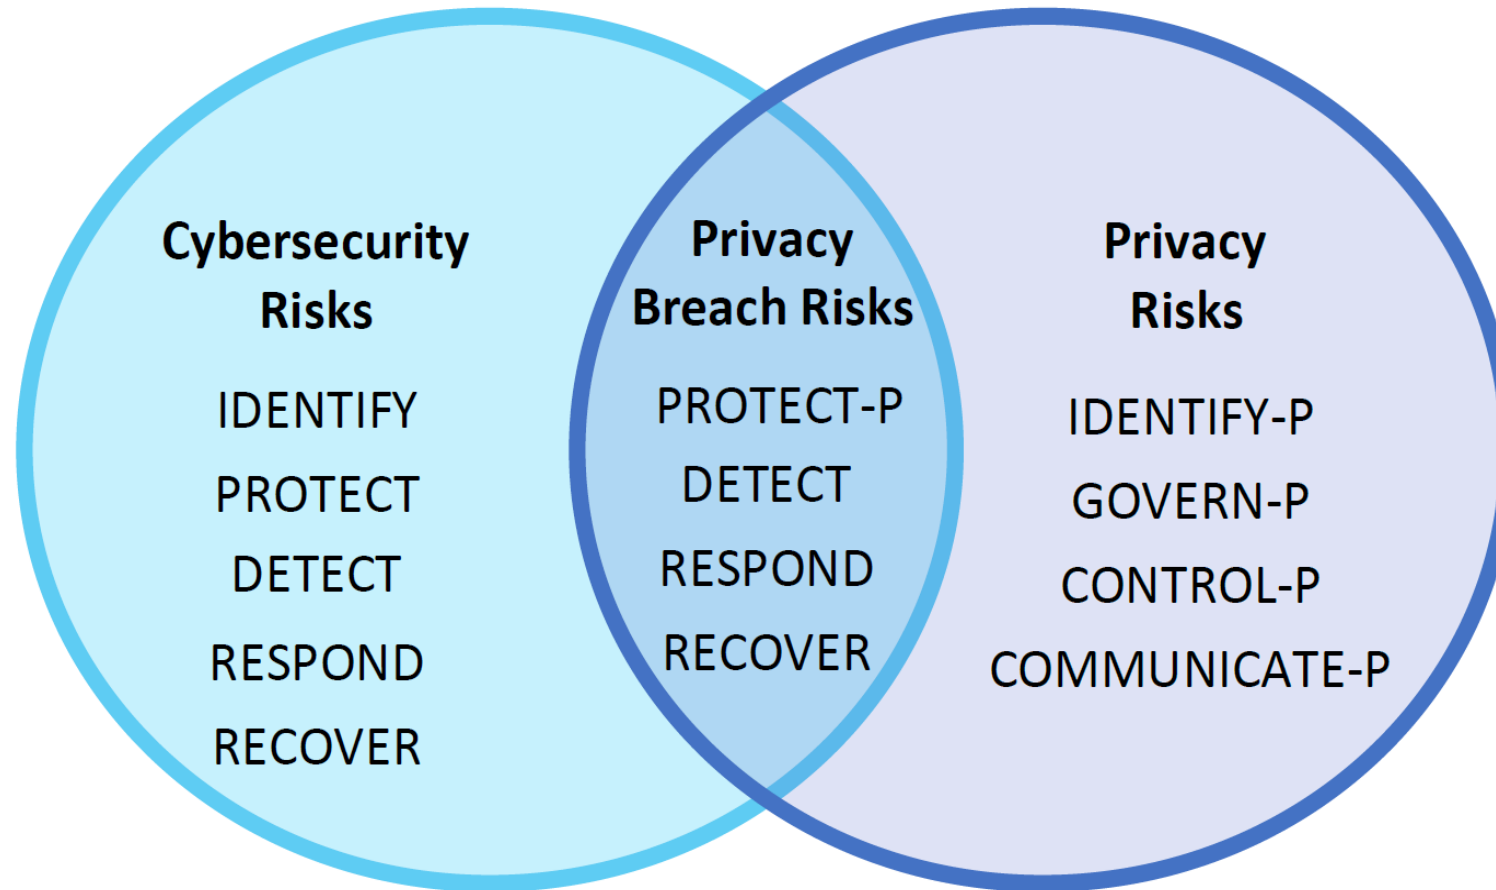 Cybersecurity
Risks
IDENTIFY
PROTECT
DETECT
RESPOND
RECOVER
Privacy
Breach Risks
PROTECT-P
DETECT
RESPOND
RECOVER
Privacy
Risks
IDENTIFY-P
GOVERN-P
CONTROL-P
COMMUNICATE-P